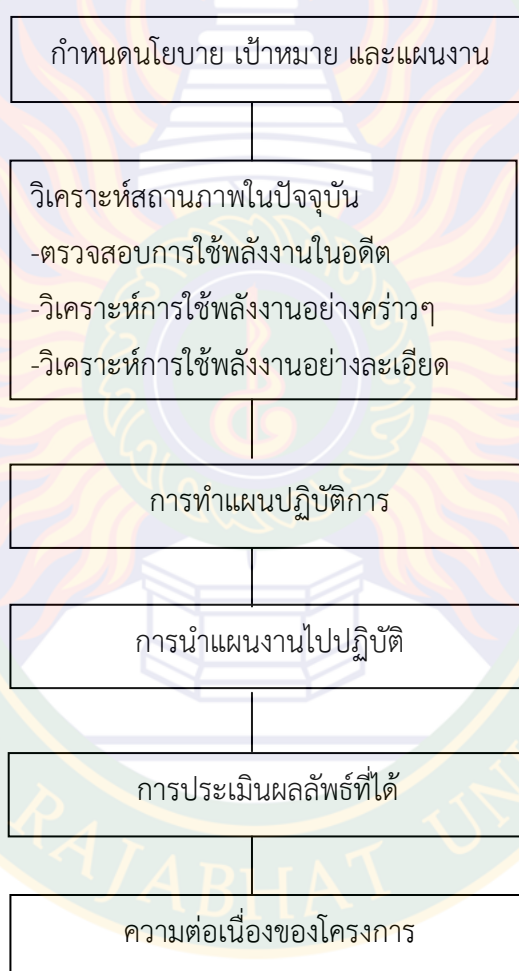 กำหนดนโยบาย เป้าหมาย และแผนงาน
วิเคราะห์สถานภาพในปัจจุบัน
-ตรวจสอบการใช้พลังงานในอดีต
-วิเคราะห์การใช้พลังงานอย่างคร่าวๆ
-วิเคราะห์การใช้พลังงานอย่างละเอียด
การทำแผนปฏิบัติการ
การนำแผนงานไปปฏิบัติ
การประเมินผลลัพธ์ที่ได้
RAJABHAT UNI
ความต่อเนื่องของโครงการ